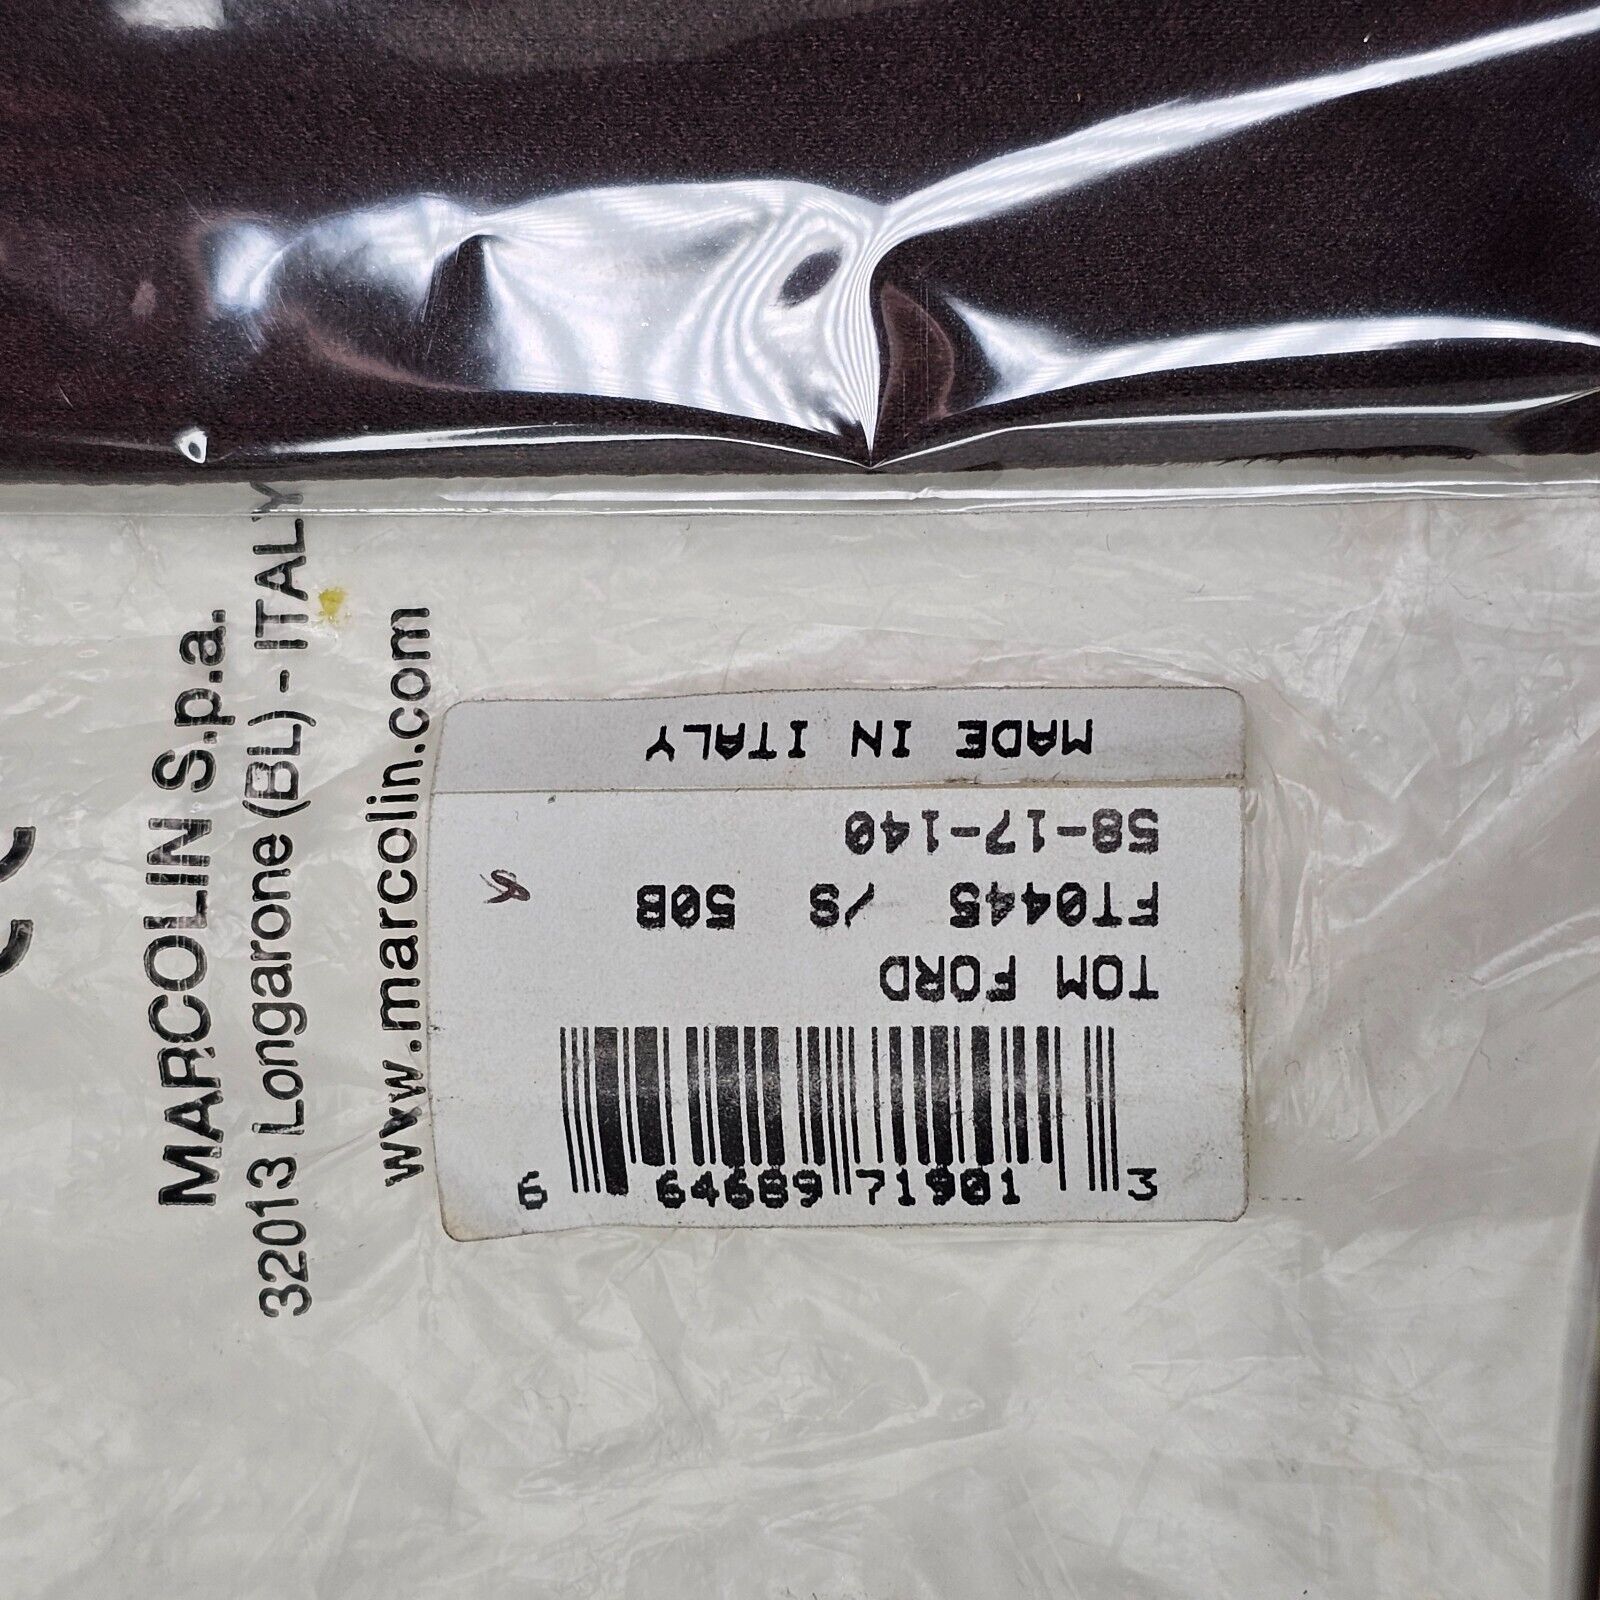 MARCOLIN S.p.a.
32013 Longarone (BL) - ITALY
www.marcolin.com
MADE IN ITALY
58-17-140
FT0445 /S 50B
TOM FORD
6 64689 71901 3